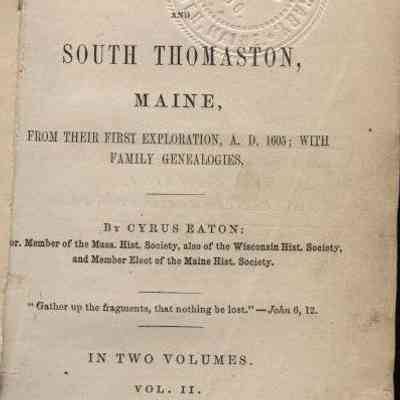 AND
SOUTH THOMASTON,
MAINE,
FROM THEIR FIRST EXPLORATION, A. D. 1605; WITH
FAMILY GENEALOGIES.
BY CYRUS EATON:
or. Member of the Mass. Hist. Society, also of the Wisconsin Hist. Society,
and Member Elect of the Maine Hist. Society.
"Gather up the fragments, that nothing be lost."—John 6, 12.
IN TWO VOLUMES.
VOL. II.